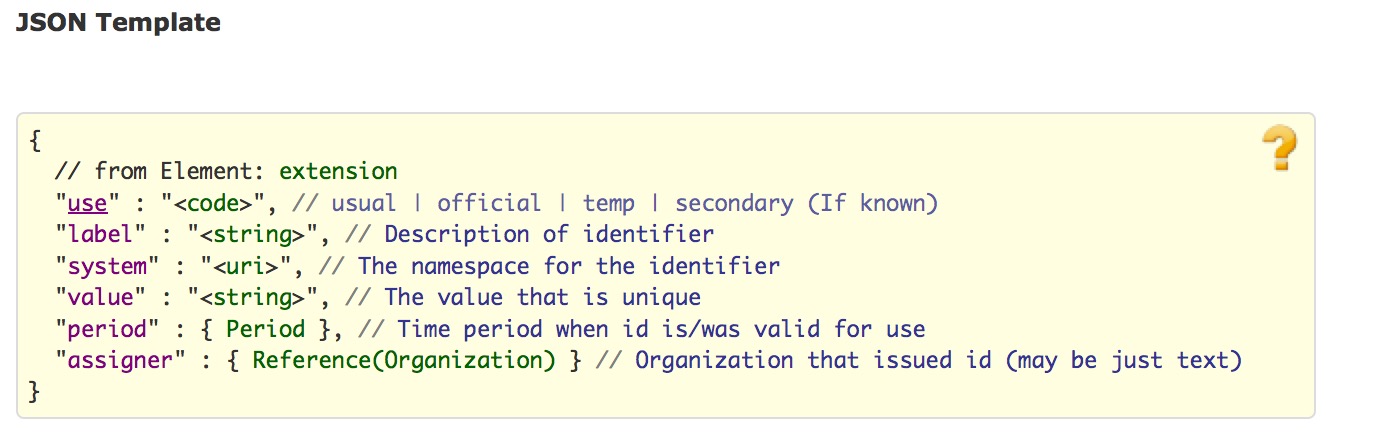 JSON Template
{
// from Element: extension
"use" : "<code>", // usual | official | temp | secondary (If known)
"label" : "<string>", // Description of identifier
"system" : "<uri>", // The namespace for the identifier
"value" : "<string>", // The value that is unique
"period" : { Period }, // Time period when id is/was valid for use
"assigner" : { Reference(Organization) } // Organization that issued id (may be just text)
}
?